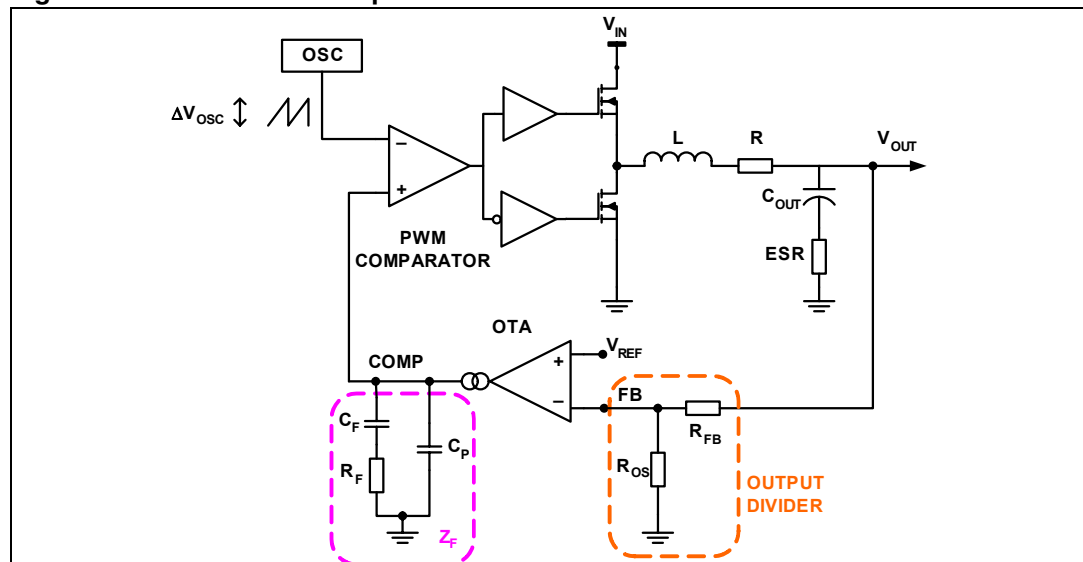 V_IN
OSC
ΔV_OSC
L
R
V_OUT
−
+
C_OUT
ESR
PWM
COMPARATOR
OTA
COMP
V_REF
+
−
FB
C_F
C_P
R_FB
R_F
R_OS
OUTPUT
DIVIDER
Z_F